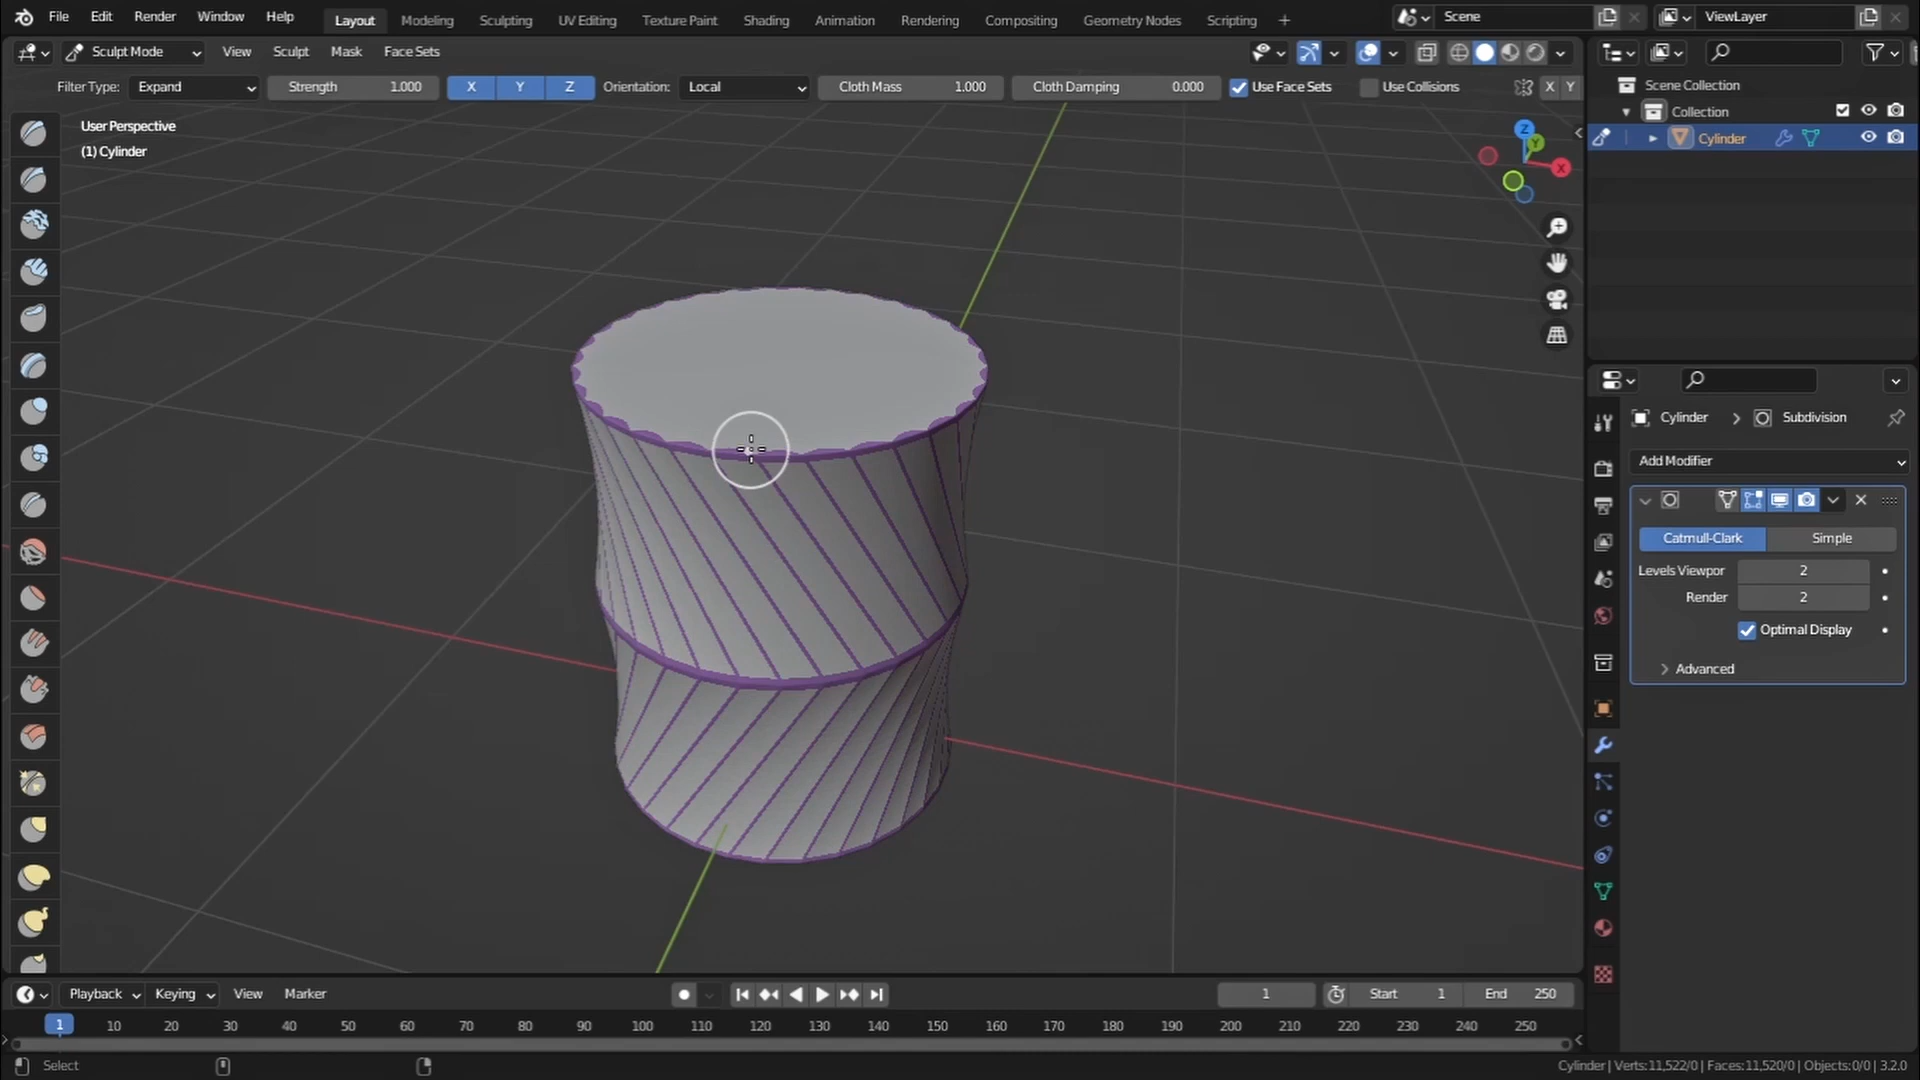 File Edit Render Window Help Layout Modeling Sculpting UV Editing Texture Paint Shading Animation Rendering Compositing Geometry Nodes Scripting + Scene ViewLayer
Sculpt Mode View Sculpt Mask Face Sets
Filter Type: Expand Strength 1.000 X Y Z Orientation: Local Cloth Mass 1.000 Cloth Damping 0.000 Use Face Sets Use Collisions X Y
User Perspective
(1) Cylinder
Z
Y
X
Scene Collection
Collection
Cylinder
Cylinder > Subdivision
Add Modifier
Catmull-Clark Simple
Levels Viewpor 2
Render 2
Optimal Display
Advanced
Playback Keying View Marker 1 Start 1 End 250
1 10 20 30 40 50 60 70 80 90 100 110 120 130 140 150 160 170 180 190 200 210 220 230 240 250
Select
Cylinder | Verts:11,522/0 | Faces:11,520/0 | Objects:0/0 | 3.2.0